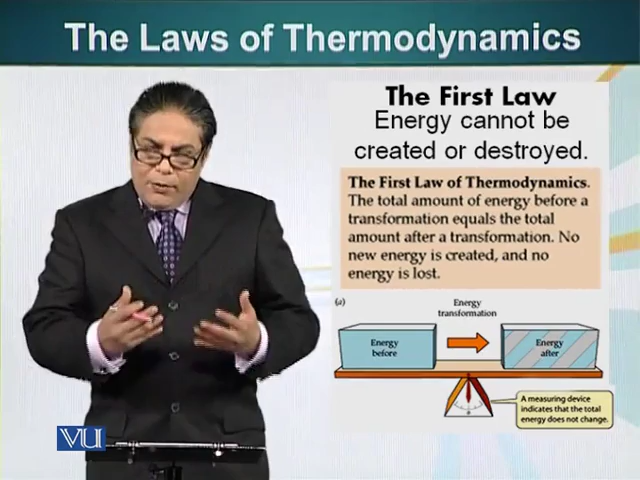 The Laws of Thermodynamics
The First Law
Energy cannot be
created or destroyed.
The First Law of Thermodynamics.
The total amount of energy before a
transformation equals the total
amount after a transformation. No
new energy is created, and no
energy is lost.
(a)
Energy
transformation
Energy
before
Energy
after
A measuring device
indicates that the total
energy does not change.
VU